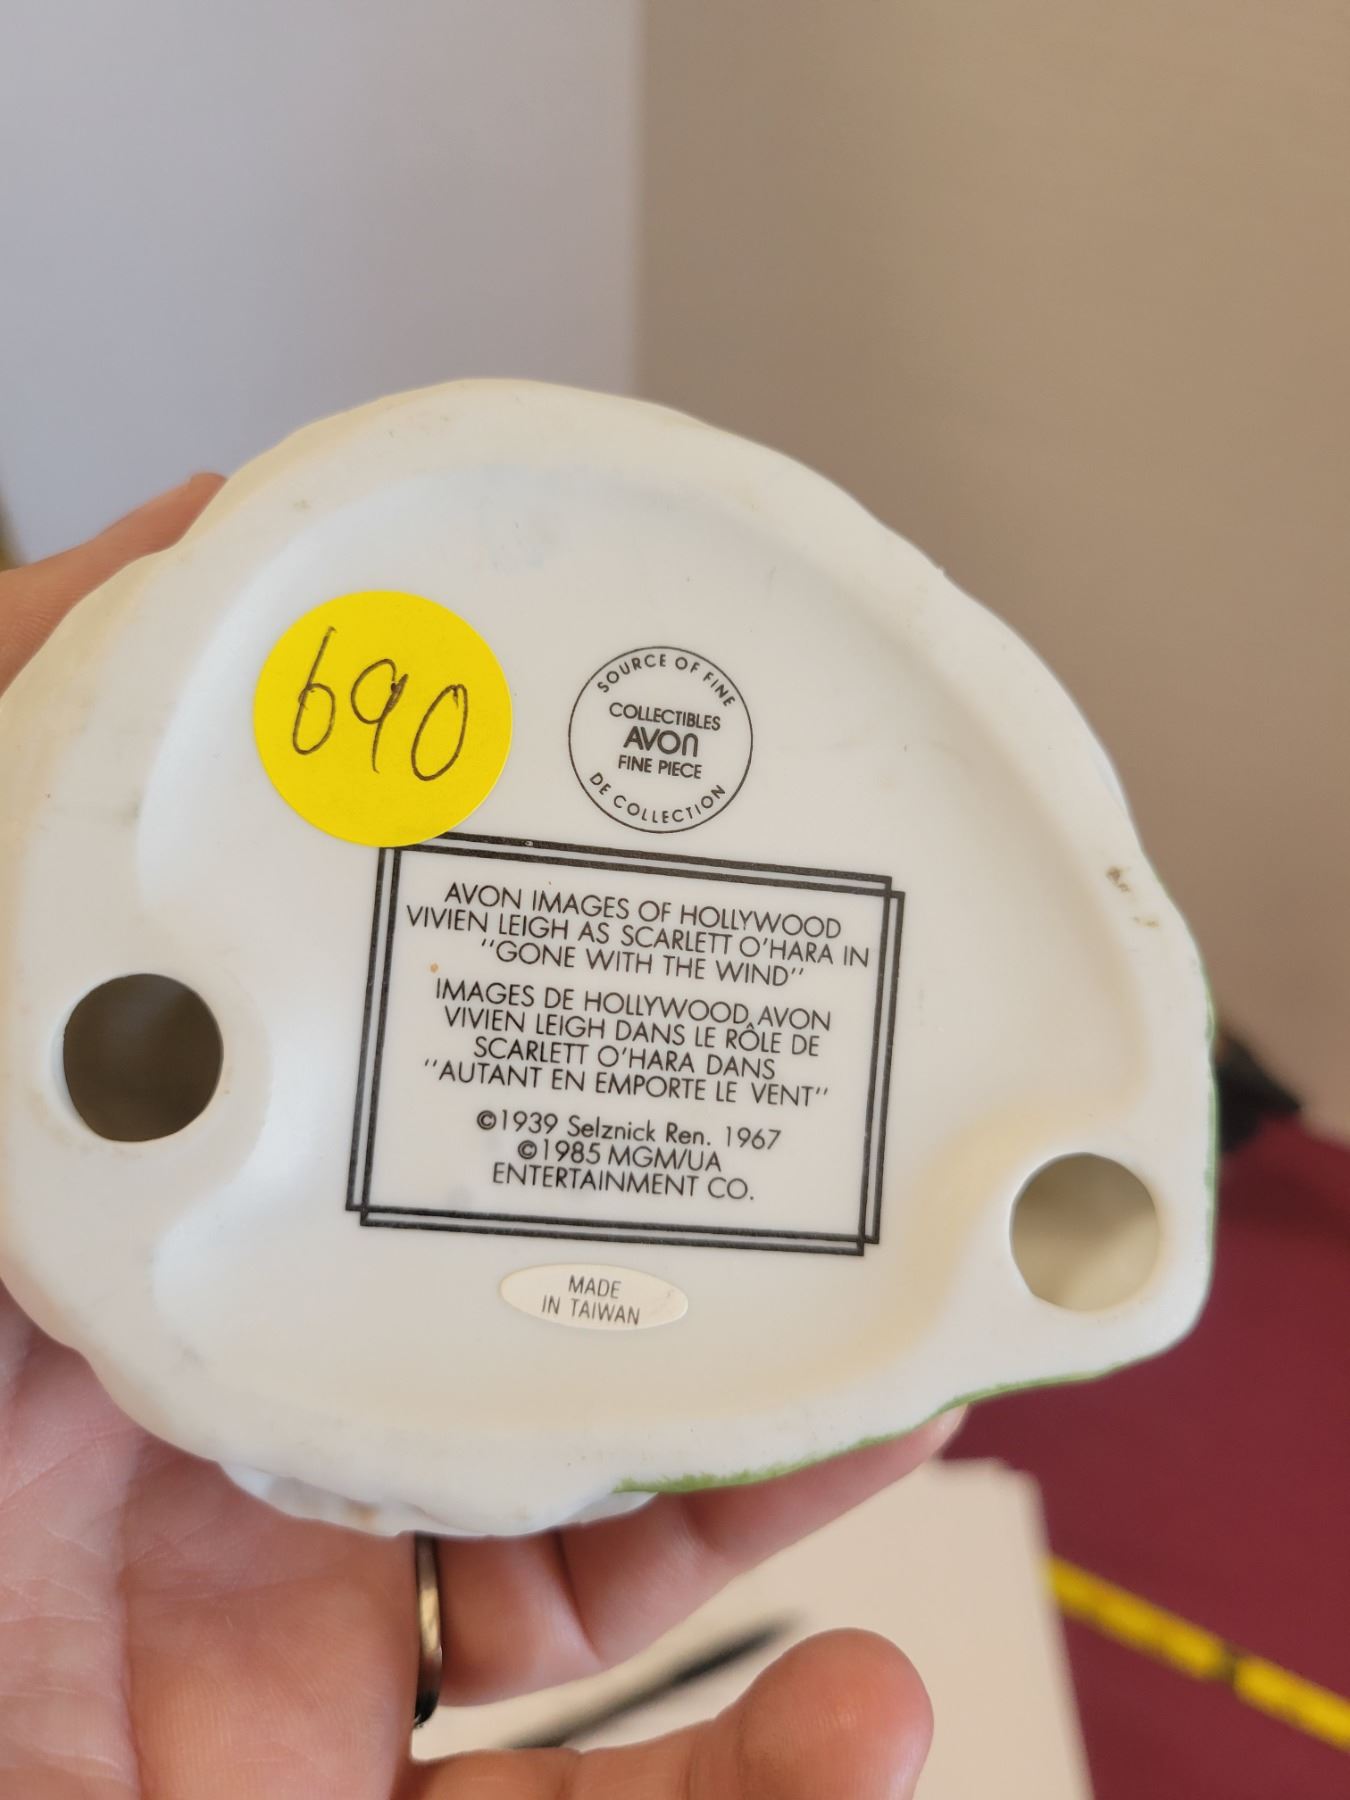 690
SOURCE OF FINE
COLLECTIBLES
AVON
FINE PIECE
DE COLLECTION
AVON IMAGES OF HOLLYWOOD
VIVIEN LEIGH AS SCARLETT O'HARA IN
"GONE WITH THE WIND"
IMAGES DE HOLLYWOOD, AVON
VIVIEN LEIGH DANS LE RÔLE DE
SCARLETT O'HARA DANS
"AUTANT EN EMPORTE LE VENT"
©1939 Selznick Ren. 1967
©1985 MGM/UA
ENTERTAINMENT CO.
MADE
IN TAIWAN